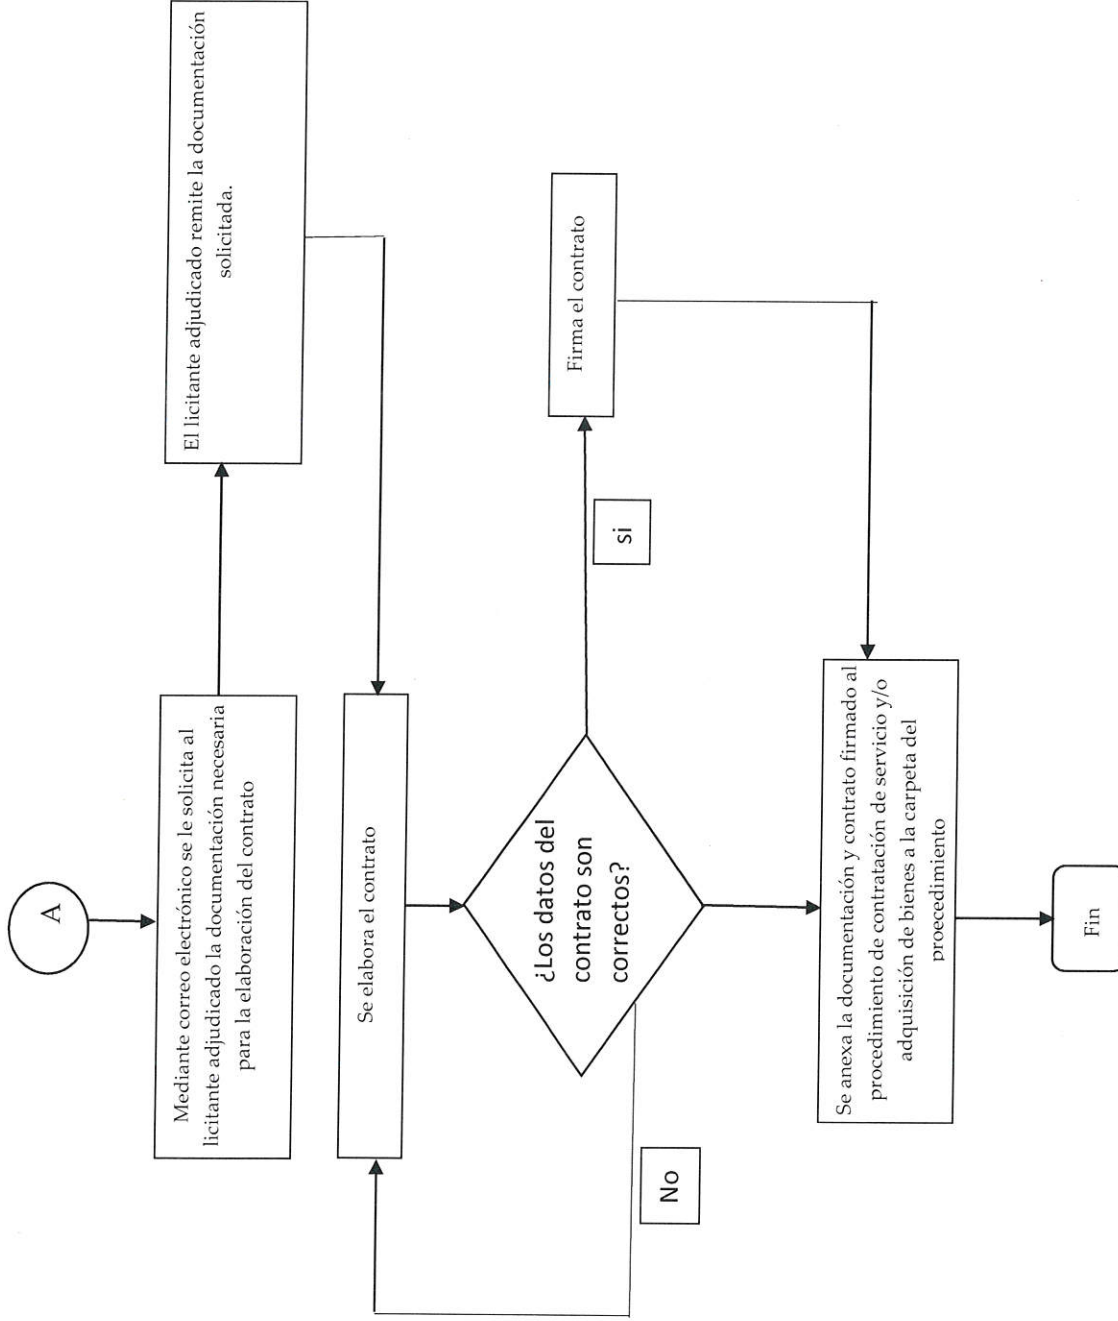 A
Mediante correo electrónico se le solicita al
licitante adjudicado la documentación necesaria
para la elaboración del contrato
El licitante adjudicado remite la documentación
solicitada.
Se elabora el contrato
¿Los datos del
contrato son
correctos?
si
Firma el contrato
No
Se anexa la documentación y contrato firmado al
procedimiento de contratación de servicio y/o
adquisición de bienes a la carpeta del
proecedimiento
Fin